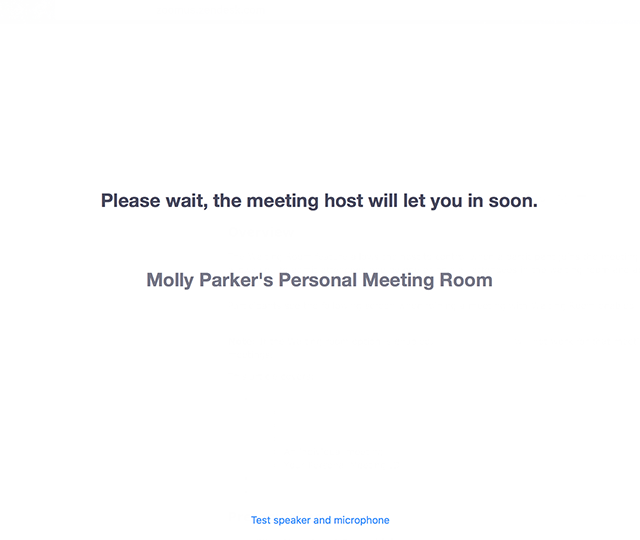 Please wait, the meeting host will let you in soon.
Molly Parker's Personal Meeting Room
Test speaker and microphone